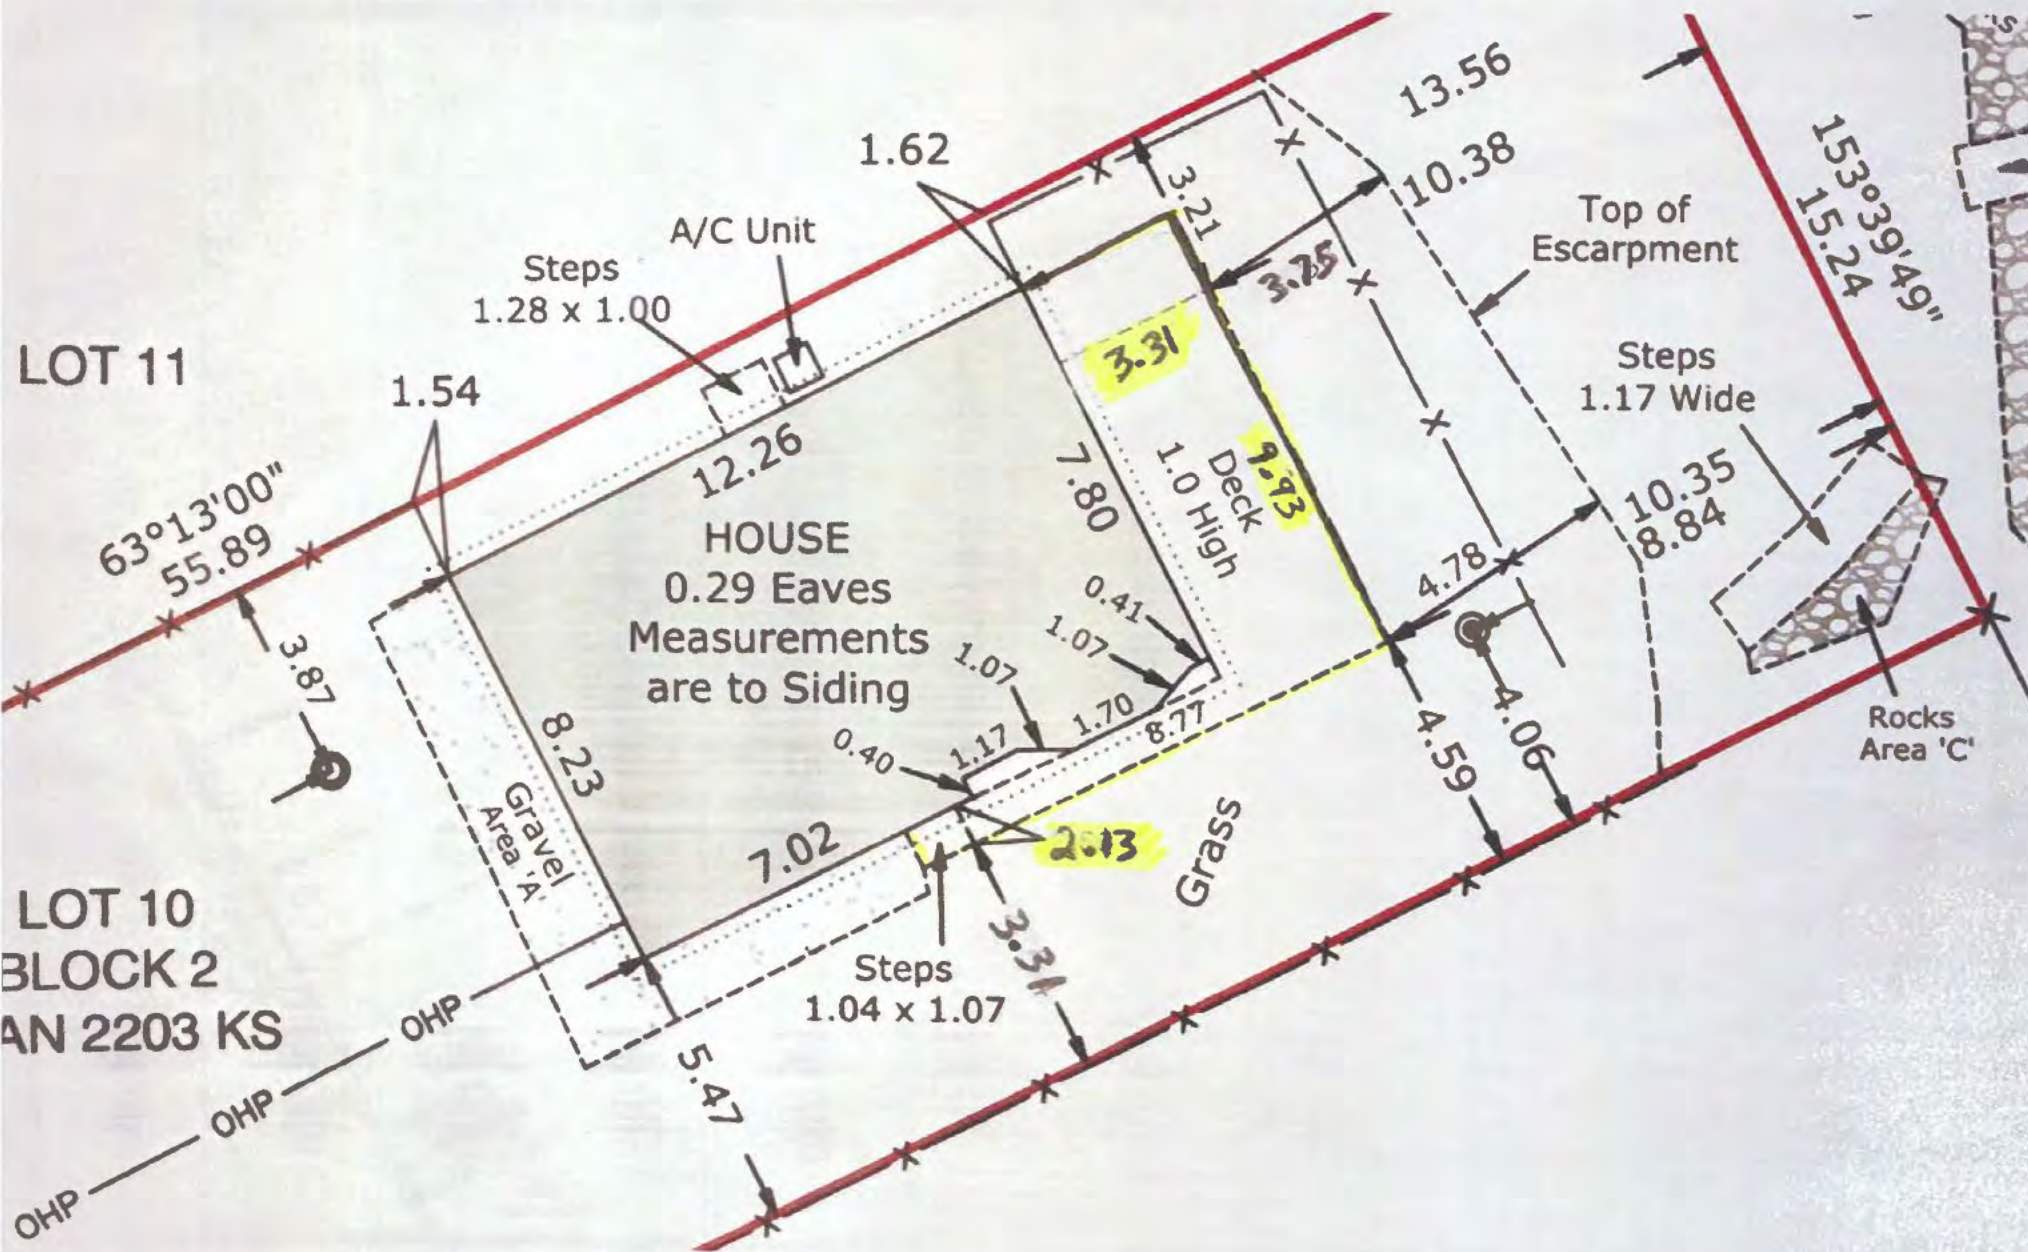 13.56
10.38
1.62
3.21
153°39'49"
15.24
Top of
Escarpment
A/C Unit
Steps
1.28 x 1.00
3.75
LOT 11
3.31
Steps
1.17 Wide
1.54
12.26
7.80
Deck
1.0 High
9.93
63°13'00"
55.89
10.35
8.84
HOUSE
0.29 Eaves
Measurements
are to Siding
4.78
0.41
1.07
1.07
3.87
8.23
1.70
1.17
8.77
0.40
4.59
4.06
Rocks
Area 'C'
Gravel
Area 'A'
7.02
2.13
Grass
LOT 10
BLOCK 2
AN 2203 KS
3.31
Steps
1.04 x 1.07
OHP
OHP
OHP
5.47